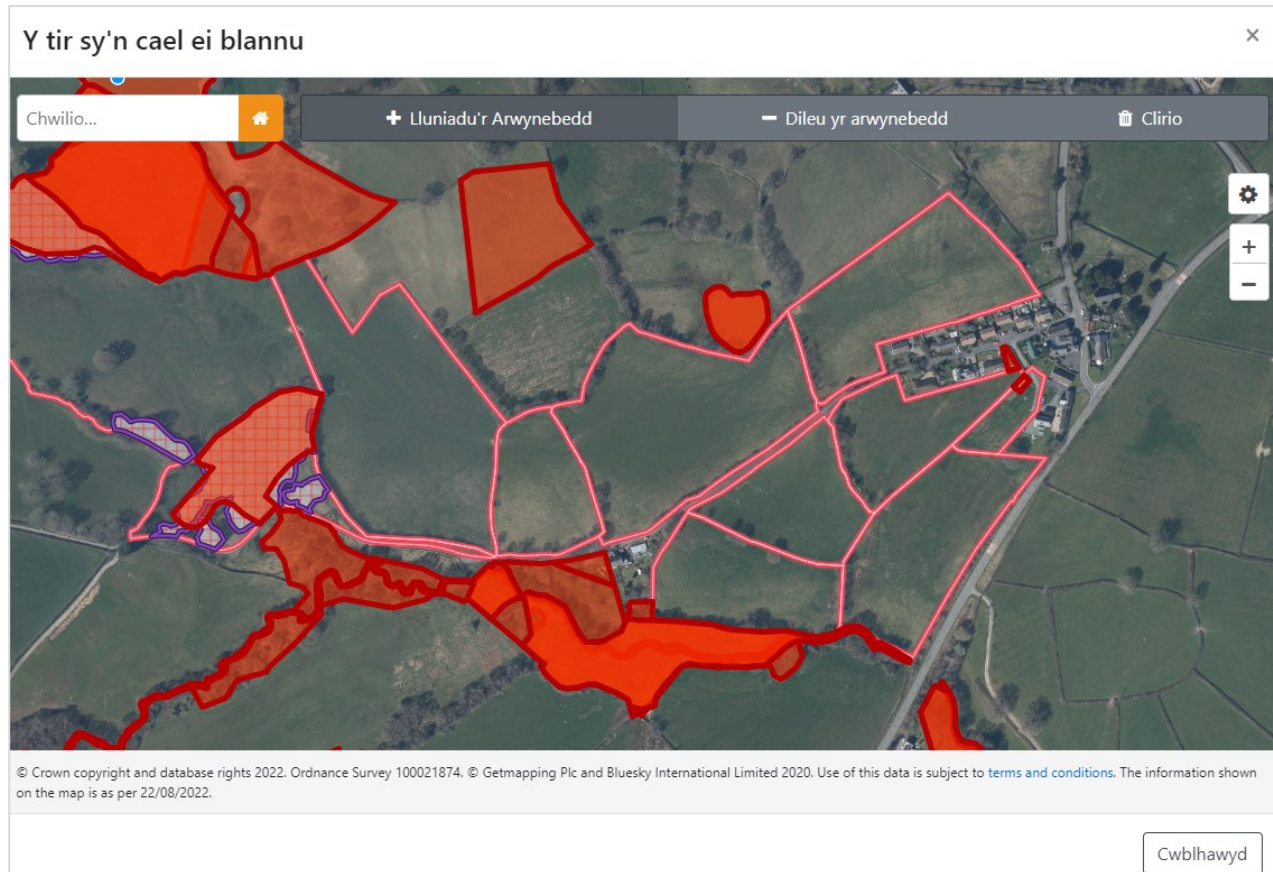 Y tir sy'n cael ei blannu
Chwilio...
Lluniadu'r Arwynebedd
Dileu yr arwynebedd
Clirio
© Crown copyright and database rights 2022. Ordnance Survey 100021874. © Getmapping Plc and Bluesky International Limited 2020. Use of this data is subject to terms and conditions. The information shown
on the map is as per 22/08/2022.
Cwblhawyd